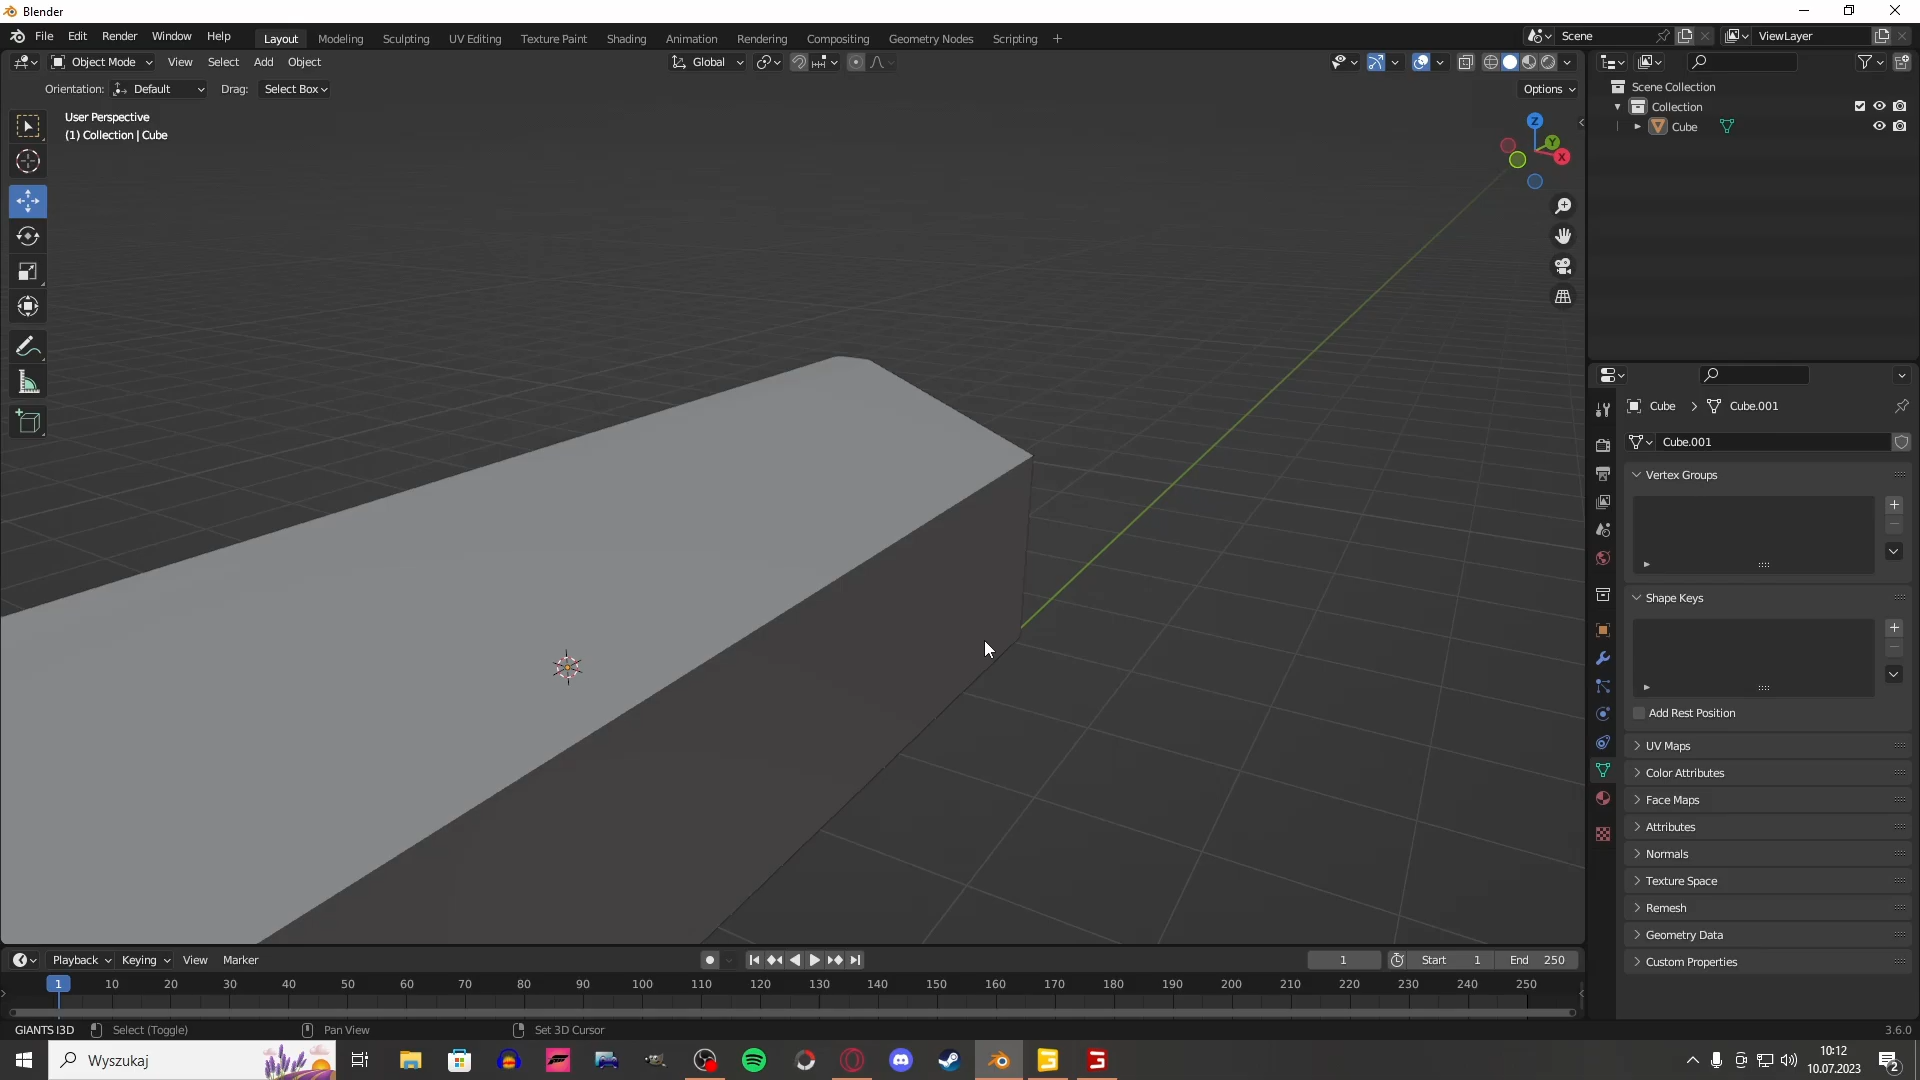 Blender
File Edit Render Window Help Layout Modeling Sculpting UV Editing Texture Paint Shading Animation Rendering Compositing Geometry Nodes Scripting + Scene ViewLayer
Object Mode View Select Add Object Global
Orientation: Default Drag: Select Box Options
User Perspective
(1) Collection | Cube
Z
Y
X
Scene Collection
Collection
Cube
Cube > Cube.001
Cube.001
Vertex Groups
Shape Keys
Add Rest Position
UV Maps
Color Attributes
Face Maps
Attributes
Normals
Texture Space
Remesh
Geometry Data
Custom Properties
Playback Keying View Marker 1 Start 1 End 250
1 10 20 30 40 50 60 70 80 90 100 110 120 130 140 150 160 170 180 190 200 210 220 230 240 250
GIANTS I3D Select (Toggle) Pan View Set 3D Cursor 3.6.0
Wyszukaj
10:12
10.07.2023
2